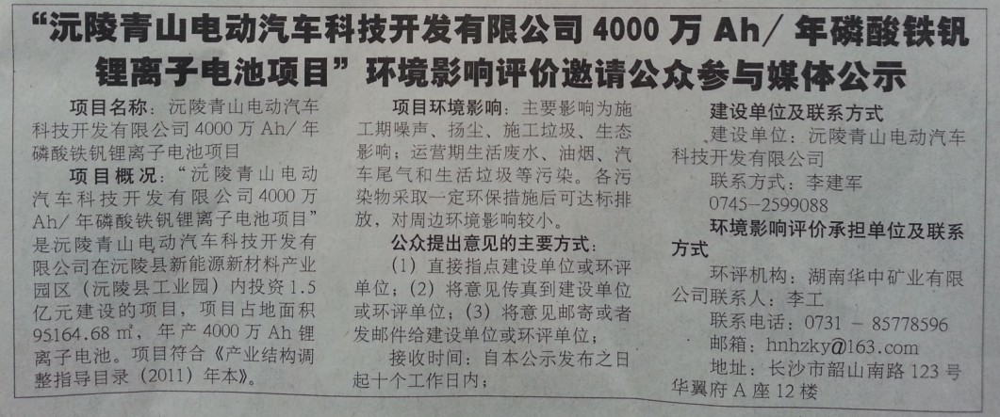 “沅陵青山电动汽车科技开发有限公司 4000 万 Ah/ 年磷酸铁钒
锂离子电池项目”环境影响评价邀请公众参与媒体公示
项目名称：沅陵青山电动汽车
科技开发有限公司 4000 万 Ah/ 年
磷酸铁钒锂离子电池项目
项目概况：“沅陵青山电动
汽车科技开发有限公司 4000 万
Ah/ 年磷酸铁钒锂离子电池项目”
是沅陵青山电动汽车科技开发有
限公司在沅陵县新能源新材料产业
园区（沅陵县工业园）内投资 1.5
亿元建设的项目，项目占地面积
95164.68 ㎡，年产 4000 万 Ah 锂
离子电池。项目符合《产业结构调
整指导目录（2011）年本》。
项目环境影响：主要影响为施
工期噪声、扬尘、施工垃圾、生态
影响；运营期生活废水、油烟、汽
车尾气和生活垃圾等污染。各污
染物采取一定环保措施后可达标排
放，对周边环境影响较小。
公众提出意见的主要方式：
（1）直接指点建设单位或环评
单位；（2）将意见传真到建设单位
或环评单位；（3）将意见邮寄或者
发邮件给建设单位或环评单位；
接收时间：自本公示发布之日
起十个工作日内；
建设单位及联系方式
建设单位：沅陵青山电动汽车
科技开发有限公司
联系方式：李建军
0745-2599088
环境影响评价承担单位及联系
方式
环评机构：湖南华中矿业有限
公司联系人：李工
联系电话：0731 - 85778596
邮箱：hnhzky@163.com
地址：长沙市韶山南路 123 号
华翼府 A 座 12 楼